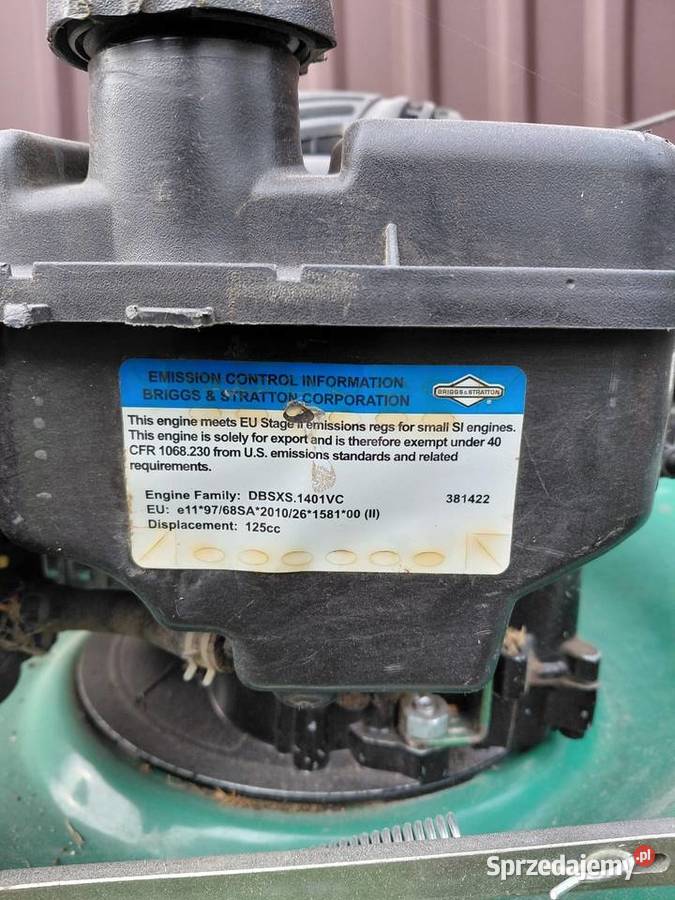 EMISSION CONTROL INFORMATION
BRIGGS & STRATTON CORPORATION
BRIGGS & STRATTON
This engine meets EU Stage II emissions regs for small SI engines.
This engine is solely for export and is therefore exempt under 40
CFR 1068.230 from U.S. emissions standards and related
requirements.
Engine Family: DBSXS.1401VC 381422
EU: e11*97/68SA*2010/26*1581*00 (II)
Displacement: 125cc
Sprzedajemy.pl